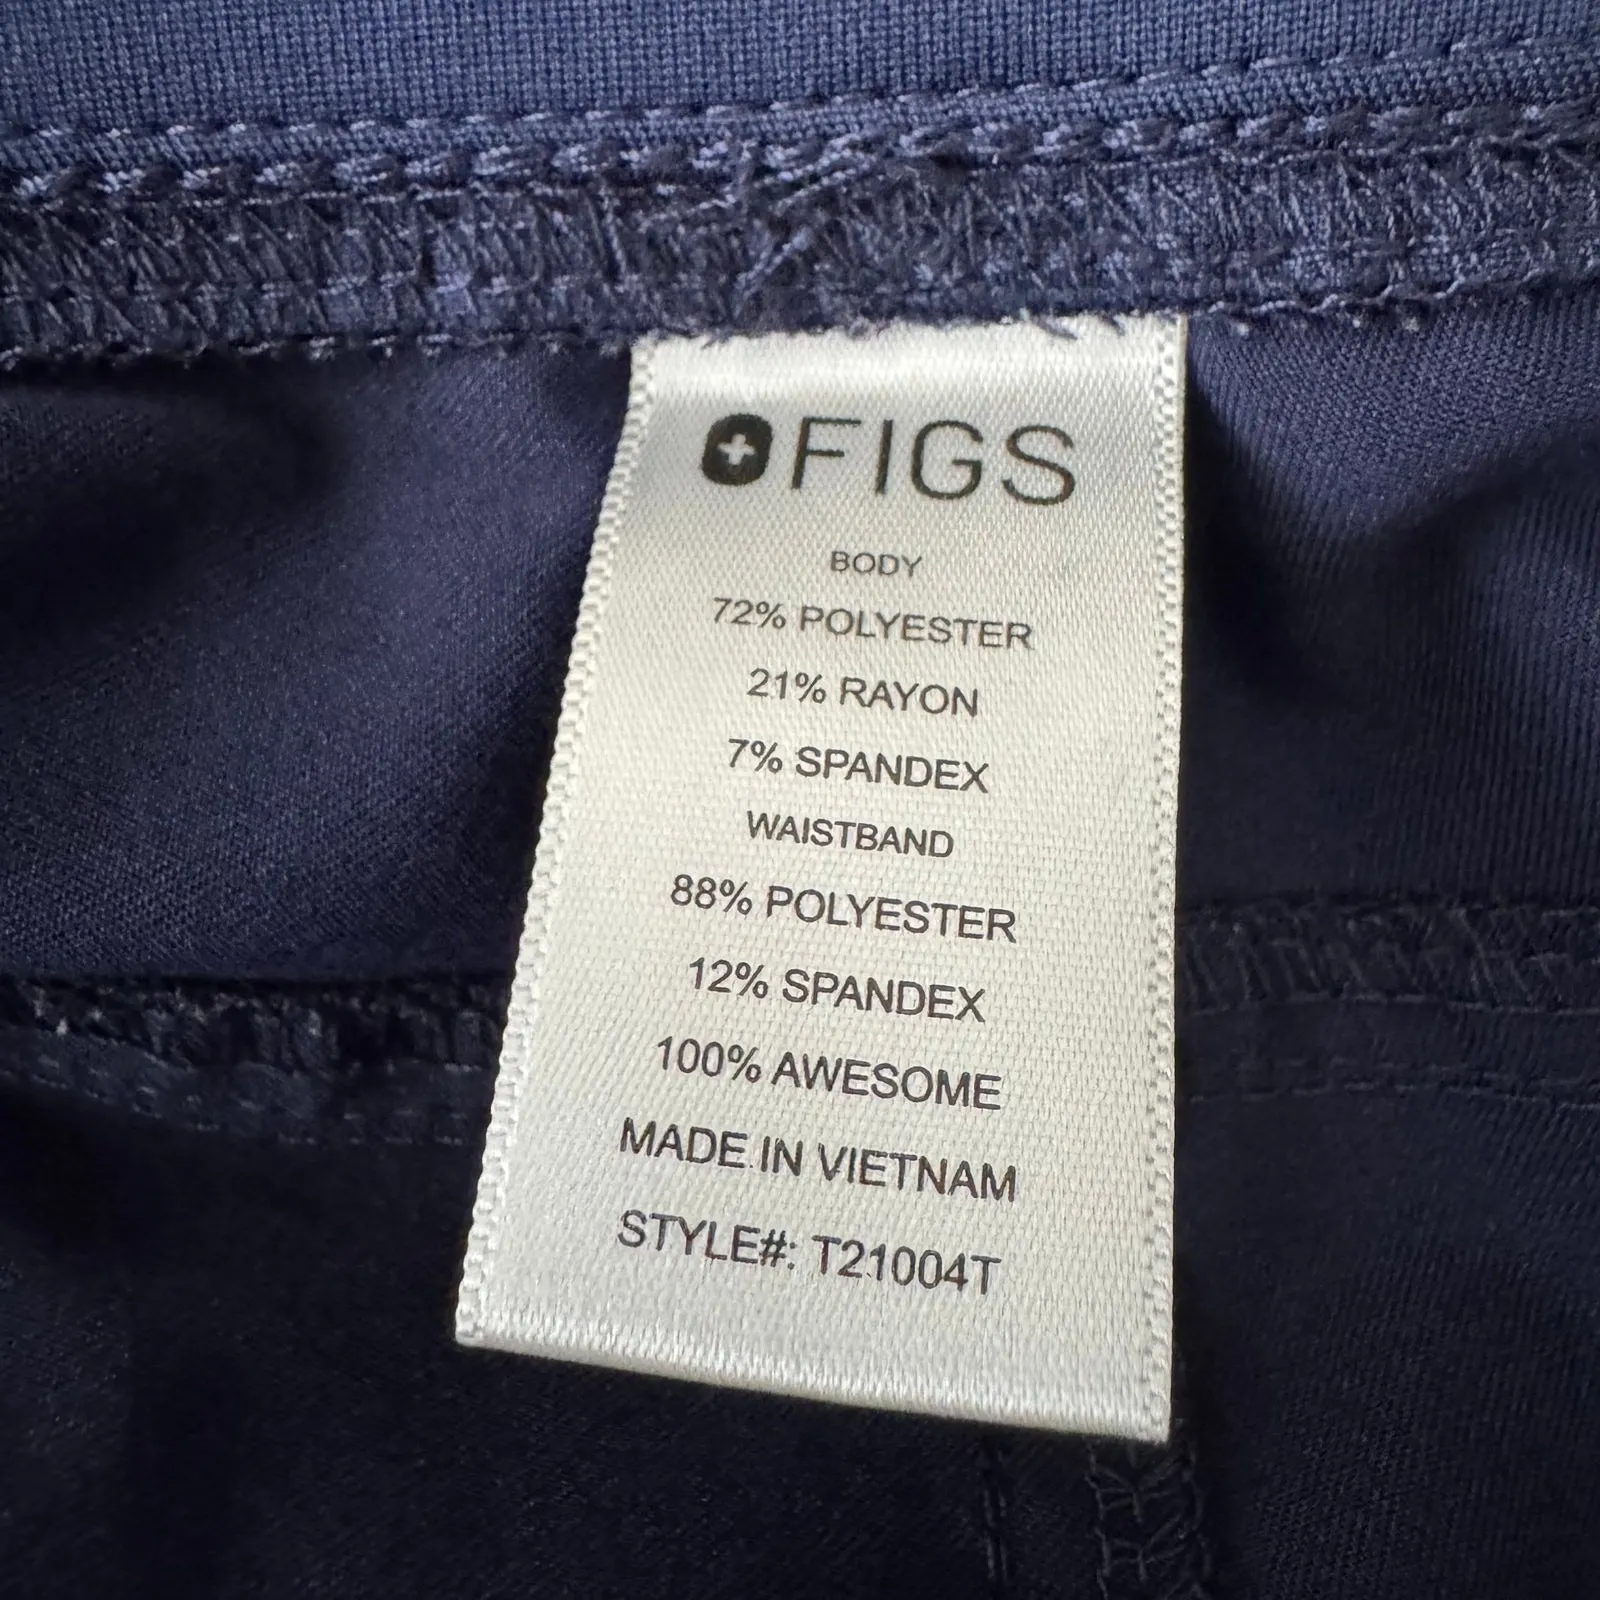 FIGS
BODY
72% POLYESTER
21% RAYON
7% SPANDEX
WAISTBAND
88% POLYESTER
12% SPANDEX
100% AWESOME
MADE IN VIETNAM
STYLE#: T21004T